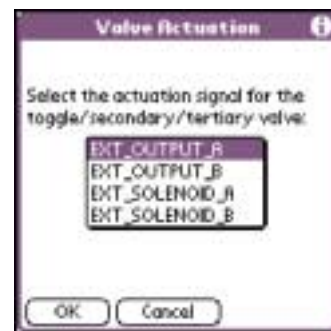 Valve Actuation
Select the actuation signal for the
toggle/secondary/tertiary valve:
EXT_OUTPUT_A
EXT_OUTPUT_B
EXT_SOLENOID_A
EXT_SOLENOID_B
OK Cancel